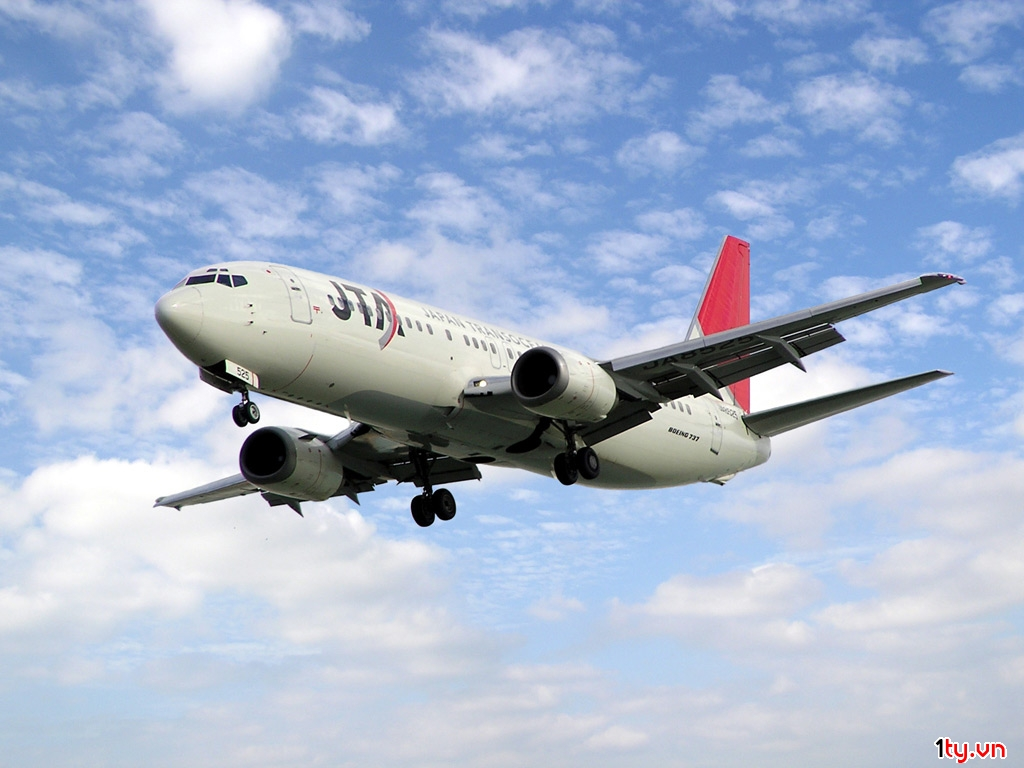 JTA
JAPAN TRANSOCEAN
525
BOEING 737
1ty.vn